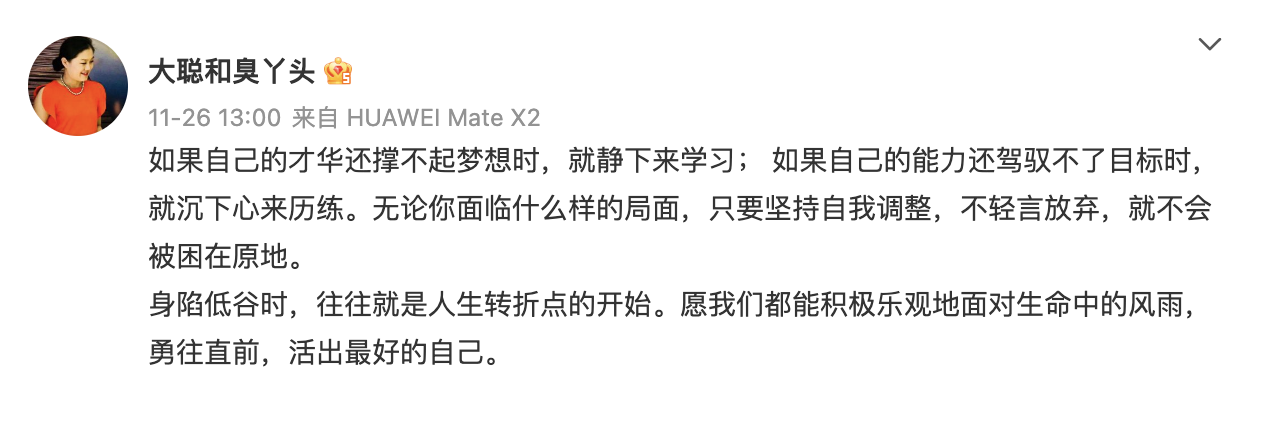 大聪和臭丫头
5
11-26 13:00 来自 HUAWEI Mate X2
如果自己的才华还撑不起梦想时，就静下来学习； 如果自己的能力还驾驭不了目标时，
就沉下心来历练。无论你面临什么样的局面，只要坚持自我调整，不轻言放弃，就不会
被困在原地。
身陷低谷时，往往就是人生转折点的开始。愿我们都能积极乐观地面对生命中的风雨，
勇往直前，活出最好的自己。